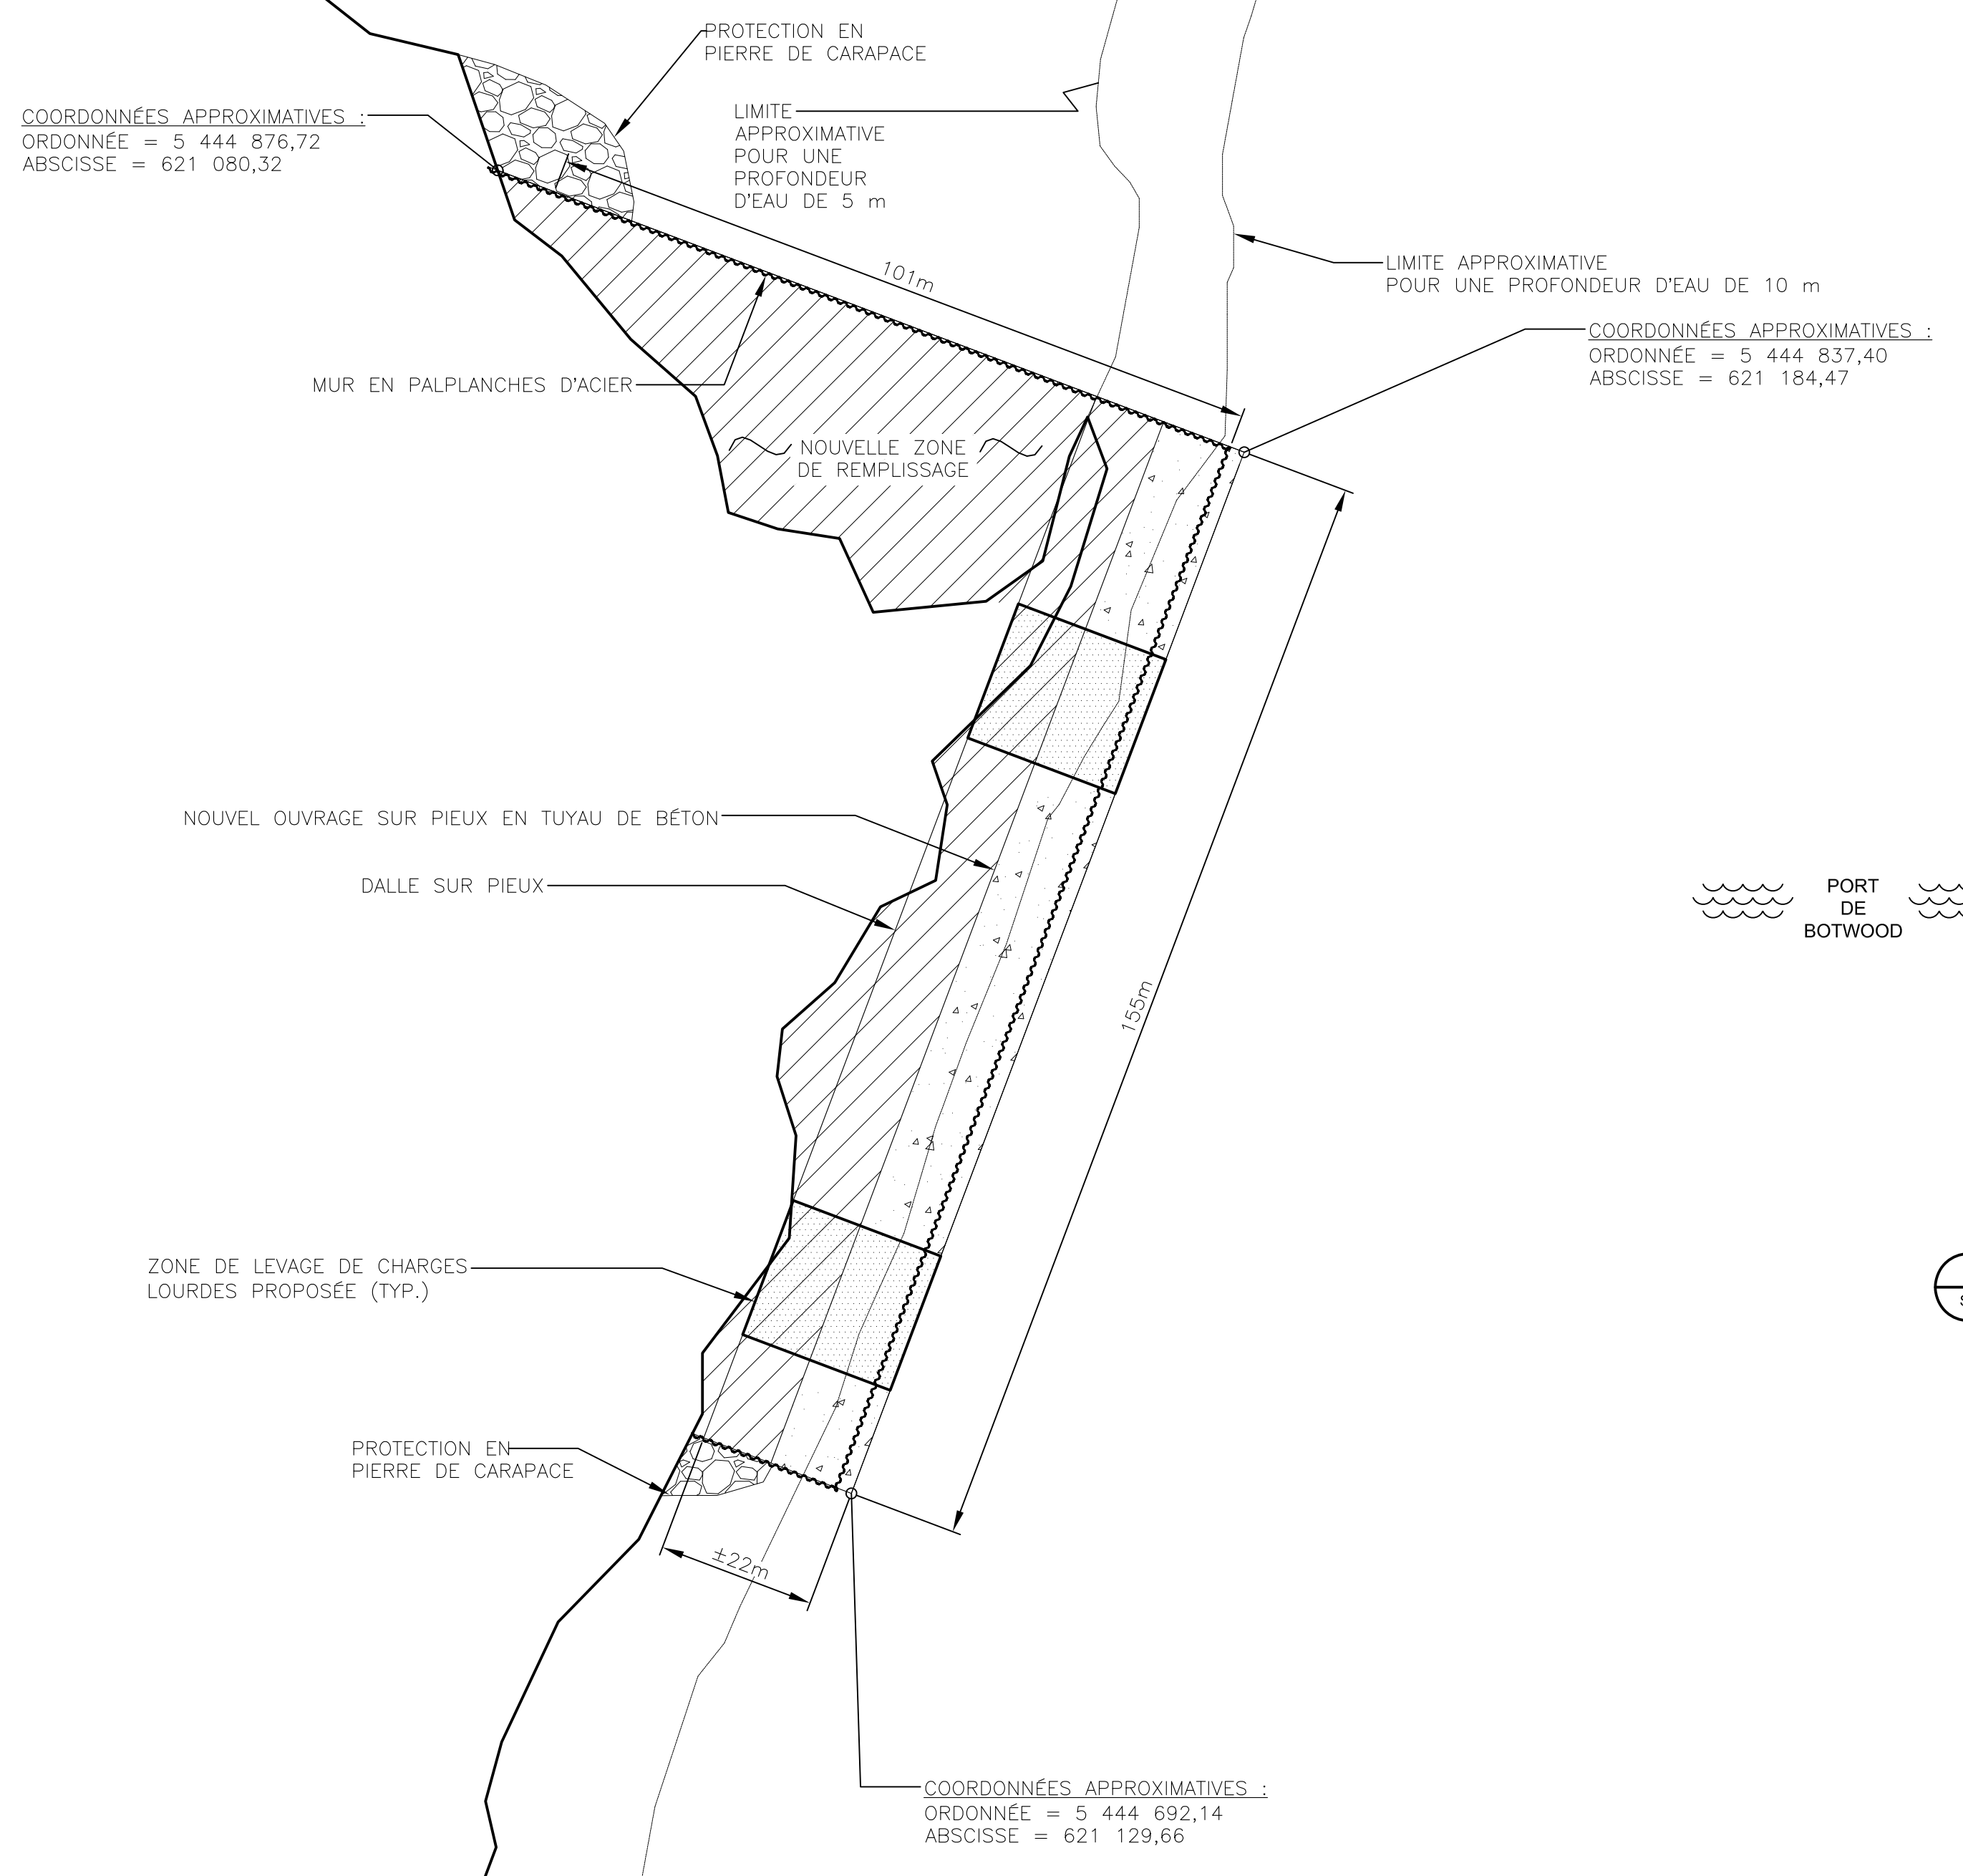 PROTECTION EN
PIERRE DE CARAPACE
COORDONNÉES APPROXIMATIVES :
ORDONNÉE = 5 444 876,72
ABSCISSE = 621 080,32
LIMITE
APPROXIMATIVE
POUR UNE
PROFONDEUR
D'EAU DE 5 m
101m
LIMITE APPROXIMATIVE
POUR UNE PROFONDEUR D'EAU DE 10 m
COORDONNÉES APPROXIMATIVES :
ORDONNÉE = 5 444 837,40
ABSCISSE = 621 184,47
MUR EN PALPLANCHES D'ACIER
NOUVELLE ZONE
DE REMPLISSAGE
NOUVEL OUVRAGE SUR PIEUX EN TUYAU DE BÉTON
DALLE SUR PIEUX
PORT
DE
BOTWOOD
155m
ZONE DE LEVAGE DE CHARGES
LOURDES PROPOSÉE (TYP.)
PROTECTION EN
PIERRE DE CARAPACE
±22m
COORDONNÉES APPROXIMATIVES :
ORDONNÉE = 5 444 692,14
ABSCISSE = 621 129,66